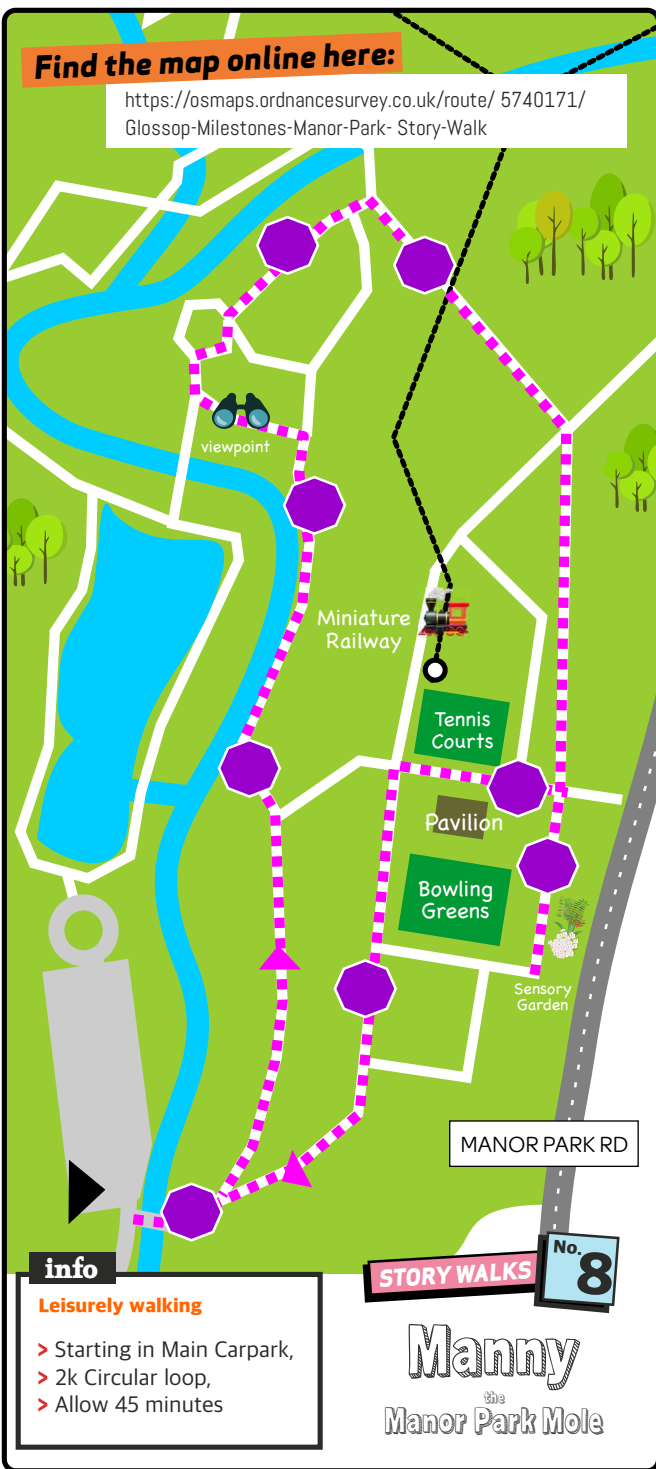 Find the map online here:
https://osmaps.ordnancesurvey.co.uk/route/ 5740171/
Glossop-Milestones-Manor-Park- Story-Walk
viewpoint
Miniature
Railway
Tennis
Courts
Pavilion
Bowling
Greens
Sensory
Garden
MANOR PARK RD
info
Leisurely walking
> Starting in Main Carpark,
> 2k Circular loop,
> Allow 45 minutes
STORY WALKS
No.
8
Manny
the
Manor Park Mole